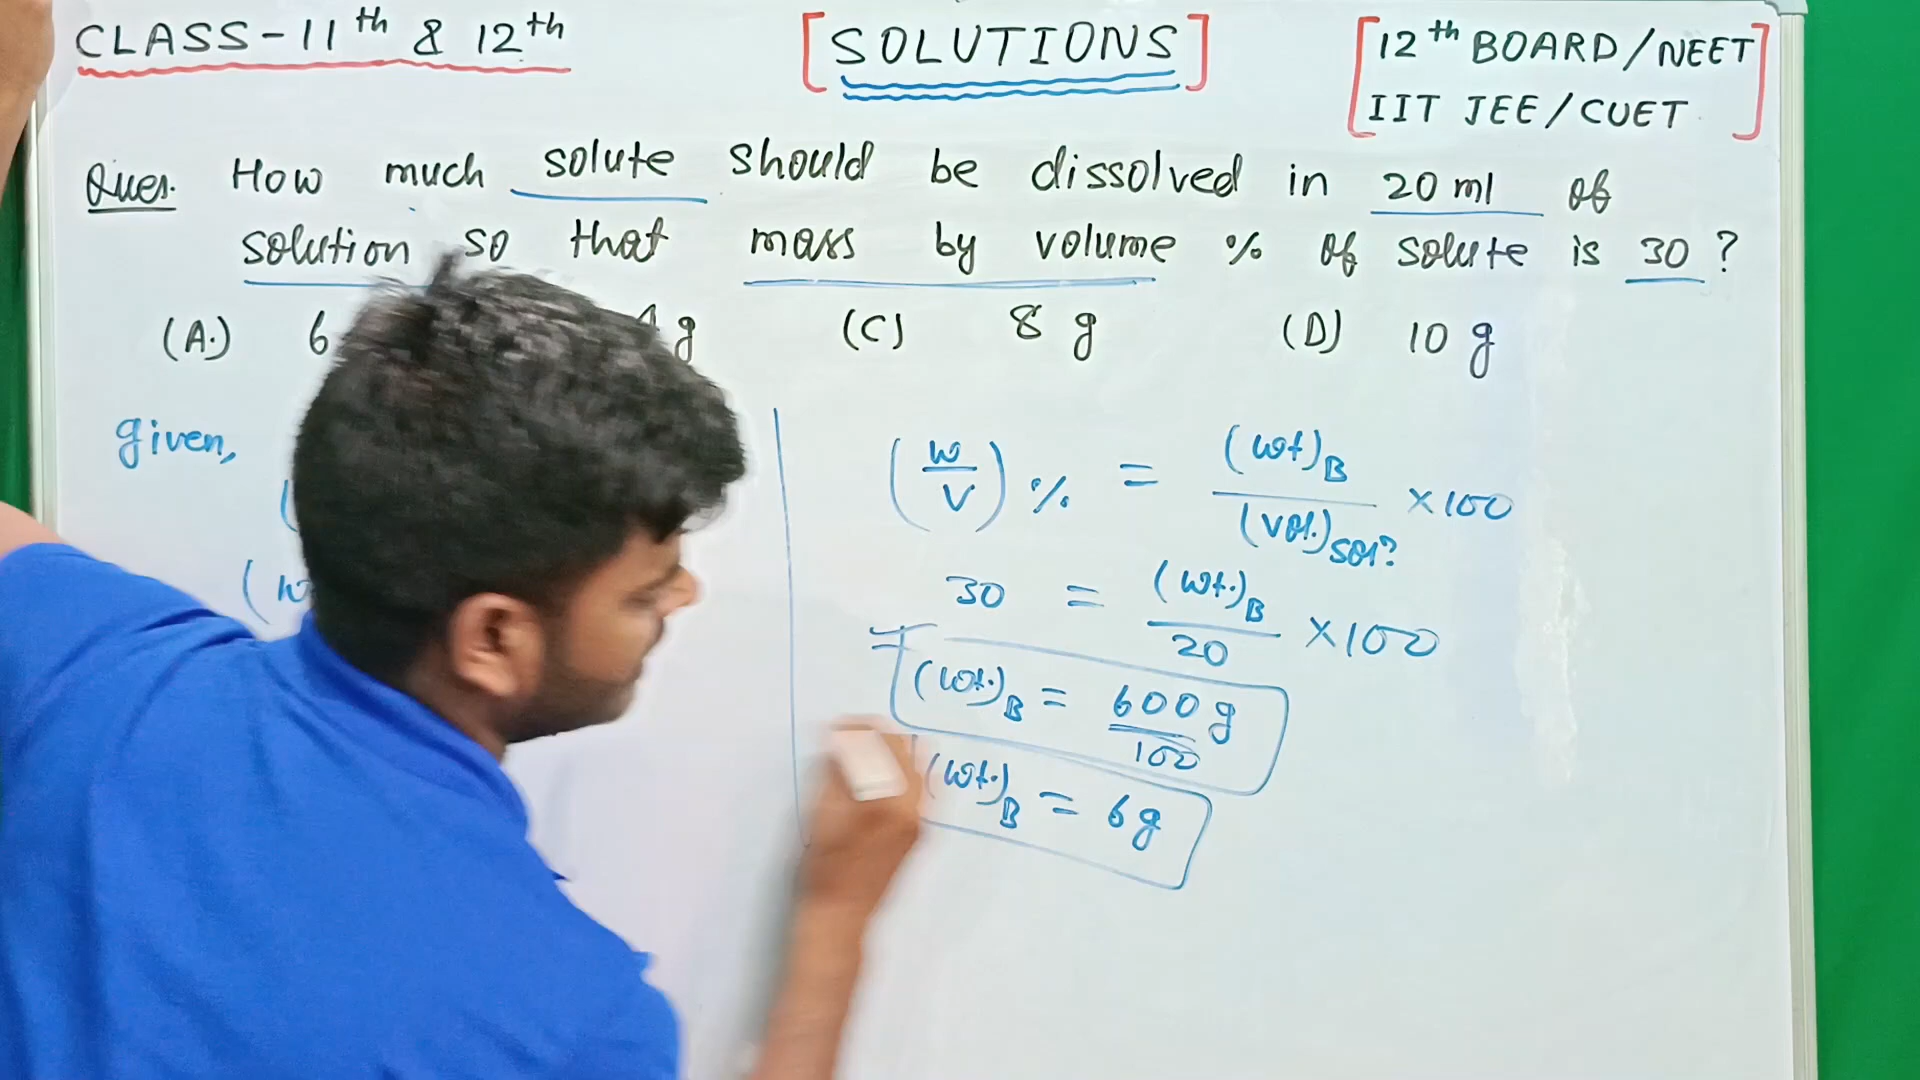 CLASS-11th & 12th
[SOLUTIONS]
[12th BOARD/NEET
IIT JEE/CUET]
Ques. How much solute should be dissolved in 20 ml of
solution so that mass by volume % of solute is 30 ?
(A.) 6 g (C) 8 g (D) 10 g
given,
(w/V) % = (wt)B / (vol.)soln × 100
30 = (wt.)B / 20 × 100
(wt.)B = 600/100 g
(wt.)B = 6g